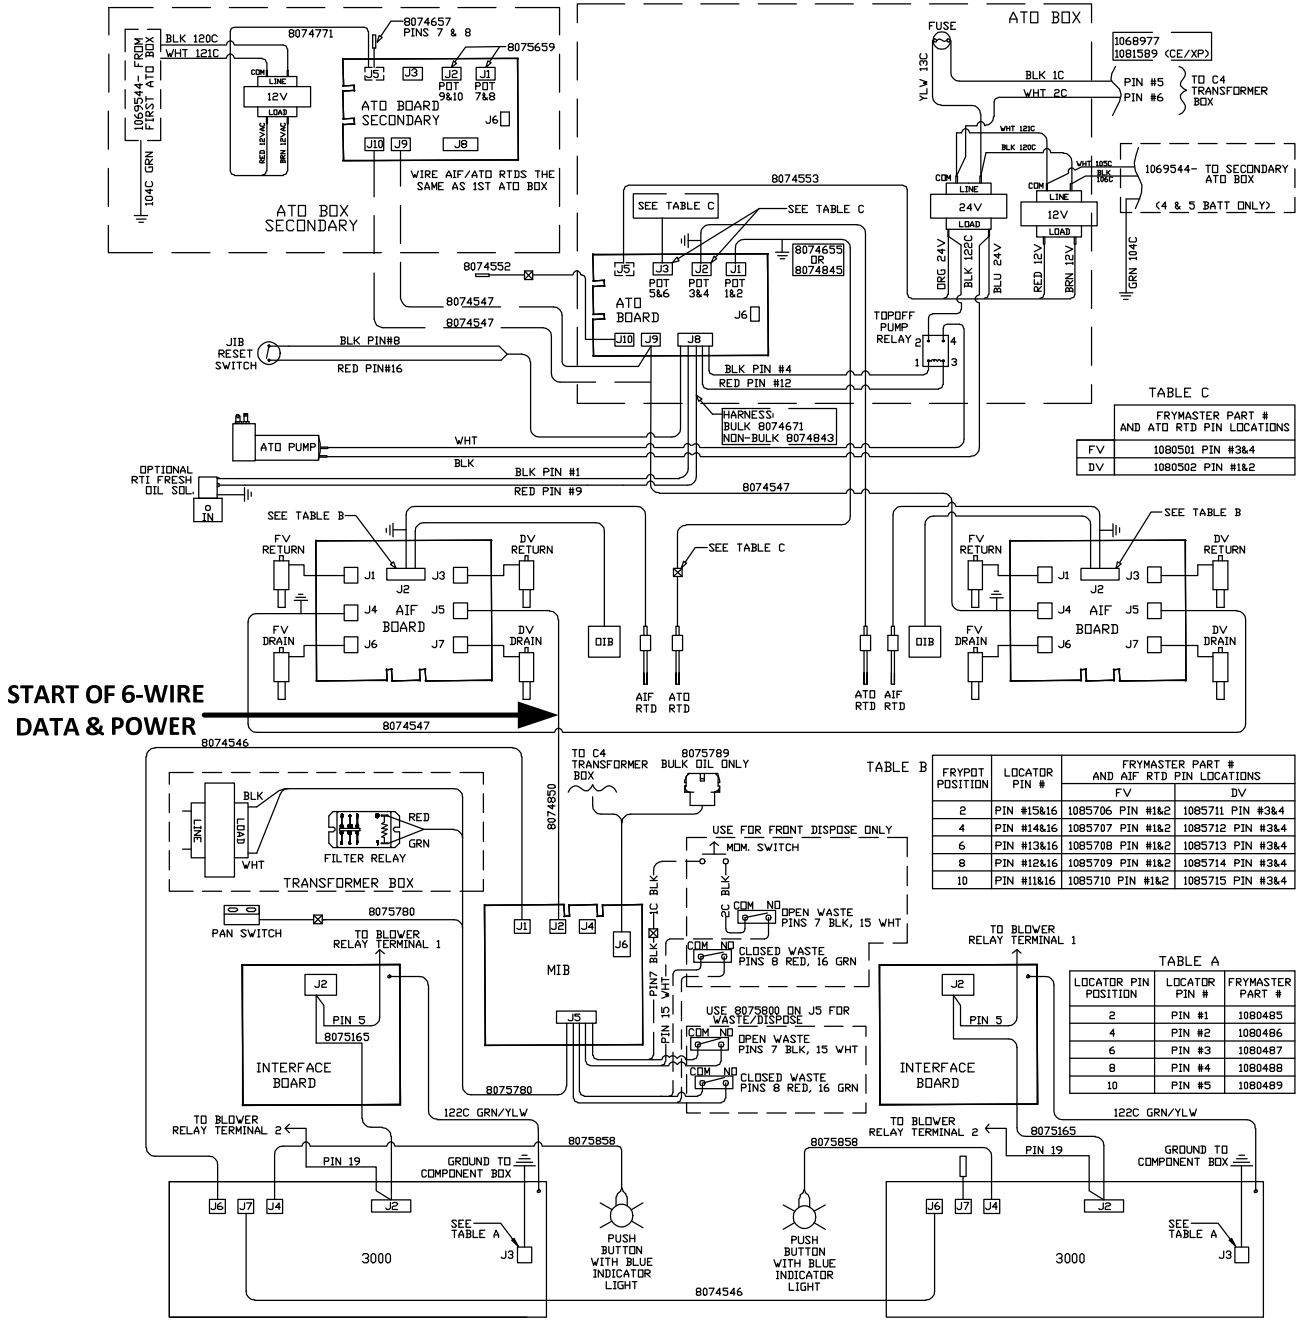 8074771
8074657
PINS 7 & 8
8075659
1069544- FROM
FIRST ATO BOX
BLK 120C
WHT 121C
COM
LINE
12V
LOAD
RED 12VAC
BRN 12VAC
104C GRN
J5
J3
J2
J1
POT
9&10
POT
7&8
ATO BOARD
SECONDARY
J6
J10
J9
J8
WIRE AIF/ATO RTDS THE
SAME AS 1ST ATO BOX
ATO BOX
SECONDARY
ATO BOX
FUSE
YLW 13C
1068977
1081589 (CE/XP)
BLK 1C
WHT 2C
PIN #5
PIN #6
TO C4
TRANSFORMER
BOX
WHT 121C
BLK 120C
WHT 105C
BLK
106C
1069544- TO SECONDARY
ATO BOX
(4 & 5 BATT ONLY)
GRN 104C
COM
LINE
24V
LOAD
COM
LINE
12V
LOAD
ORG 24V
BLK 122C
BLU 24V
RED 12V
BRN 12V
8074553
SEE TABLE C
SEE TABLE C
8074655
OR
8074845
8074552
J5
J3
J2
J1
POT
5&6
POT
3&4
POT
1&2
ATO
BOARD
J6
J10
J9
J8
TOPOFF
PUMP
RELAY
2
4
1
3
8074547
8074547
JIB
RESET
SWITCH
BLK PIN#8
RED PIN#16
BLK PIN #4
RED PIN #12
HARNESS:
BULK 8074671
NON-BULK 8074843
ATO PUMP
WHT
BLK
OPTIONAL
RTI FRESH
OIL SOL.
O
IN
BLK PIN #1
RED PIN #9
8074547
TABLE C
FRYMASTER PART #
AND ATO RTD PIN LOCATIONS
FV 1080501 PIN #3&4
DV 1080502 PIN #1&2
SEE TABLE B
FV
RETURN
DV
RETURN
J1
J2
J3
J4
AIF
BOARD
J5
J6
J7
FV
DRAIN
DV
DRAIN
OIB
SEE TABLE C
AIF
RTD
ATO
RTD
ATO
RTD
AIF
RTD
OIB
SEE TABLE B
FV
RETURN
DV
RETURN
J1
J2
J3
J4
AIF
BOARD
J5
J6
J7
FV
DRAIN
DV
DRAIN
START OF 6-WIRE
DATA & POWER
8074547
8074546
8074850
TO C4
TRANSFORMER
BOX
8075789
BULK OIL ONLY
BLK
LINE
LOAD
WHT
RED
GRN
FILTER RELAY
TRANSFORMER BOX
PAN SWITCH
8075780
USE FOR FRONT DISPOSE ONLY
MOM. SWITCH
1C BLK
2C BLK
COM NO
OPEN WASTE
PINS 7 BLK, 15 WHT
COM NO
CLOSED WASTE
PINS 8 RED, 16 GRN
PIN7 BLK
PIN 15 WHT
USE 8075800 ON J5 FOR
WASTE/DISPOSE
COM NO
OPEN WASTE
PINS 7 BLK, 15 WHT
COM NO
CLOSED WASTE
PINS 8 RED, 16 GRN
J1
J2
J4
J6
MIB
J5
8075780
TABLE B
FRYPOT
POSITION
LOCATOR
PIN #
FRYMASTER PART #
AND AIF RTD PIN LOCATIONS
FV DV
2 PIN #15&16 1085706 PIN #1&2 1085711 PIN #3&4
4 PIN #14&16 1085707 PIN #1&2 1085712 PIN #3&4
6 PIN #13&16 1085708 PIN #1&2 1085713 PIN #3&4
8 PIN #12&16 1085709 PIN #1&2 1085714 PIN #3&4
10 PIN #11&16 1085710 PIN #1&2 1085715 PIN #3&4
TABLE A
LOCATOR PIN
POSITION
LOCATOR
PIN #
FRYMASTER
PART #
2 PIN #1 1080485
4 PIN #2 1080486
6 PIN #3 1080487
8 PIN #4 1080488
10 PIN #5 1080489
TO BLOWER
RELAY TERMINAL 1
J2
PIN 5
8075165
INTERFACE
BOARD
122C GRN/YLW
TO BLOWER
RELAY TERMINAL 2
PIN 19
GROUND TO
COMPONENT BOX
8075858
J6
J7
J4
J2
SEE
TABLE A
J3
3000
PUSH
BUTTON
WITH BLUE
INDICATOR
LIGHT
8074546
TO BLOWER
RELAY TERMINAL 1
J2
PIN 5
INTERFACE
BOARD
122C GRN/YLW
8075165
TO BLOWER
RELAY TERMINAL 2
PIN 19
GROUND TO
COMPONENT BOX
8075858
PUSH
BUTTON
WITH BLUE
INDICATOR
LIGHT
J6
J7
J4
J2
SEE
TABLE A
J3
3000